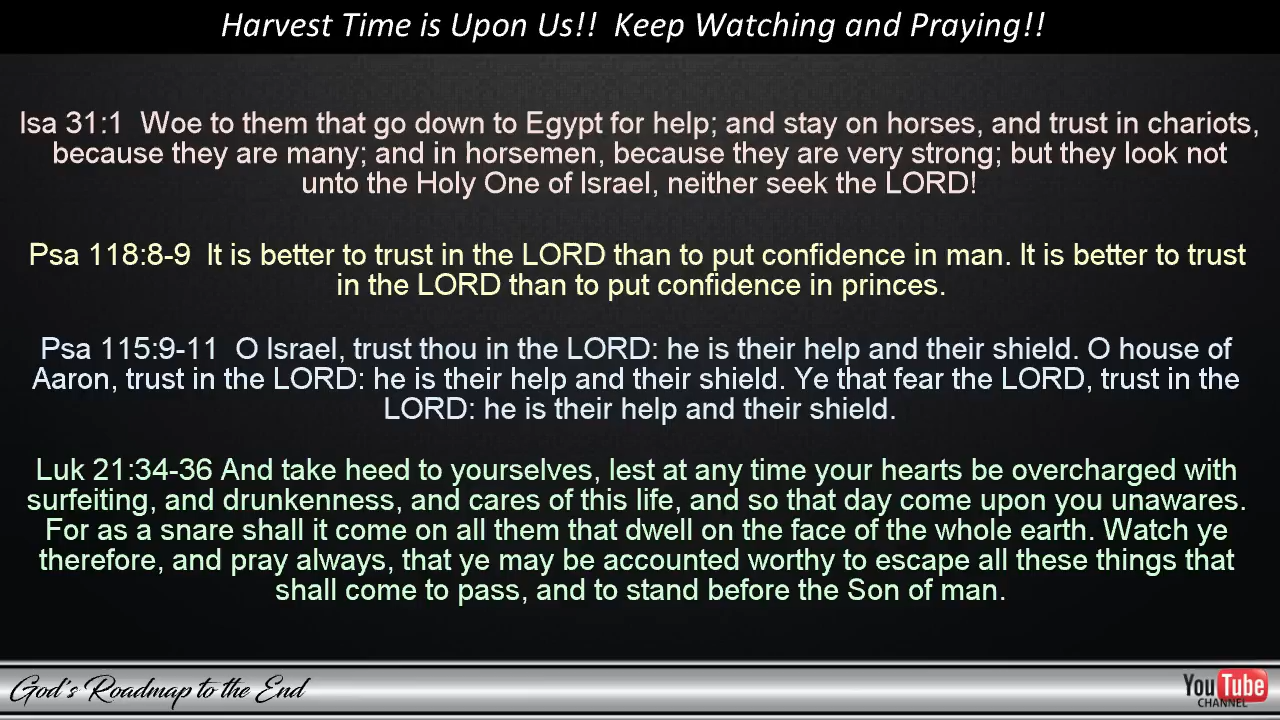 Harvest Time is Upon Us!!  Keep Watching and Praying!!
Isa 31:1  Woe to them that go down to Egypt for help; and stay on horses, and trust in chariots,
because they are many; and in horsemen, because they are very strong; but they look not
unto the Holy One of Israel, neither seek the LORD!
Psa 118:8-9  It is better to trust in the LORD than to put confidence in man. It is better to trust
in the LORD than to put confidence in princes.
Psa 115:9-11  O Israel, trust thou in the LORD: he is their help and their shield. O house of
Aaron, trust in the LORD: he is their help and their shield. Ye that fear the LORD, trust in the
LORD: he is their help and their shield.
Luk 21:34-36 And take heed to yourselves, lest at any time your hearts be overcharged with
surfeiting, and drunkenness, and cares of this life, and so that day come upon you unawares.
For as a snare shall it come on all them that dwell on the face of the whole earth. Watch ye
therefore, and pray always, that ye may be accounted worthy to escape all these things that
shall come to pass, and to stand before the Son of man.
God's Roadmap to the End
YouTube
CHANNEL